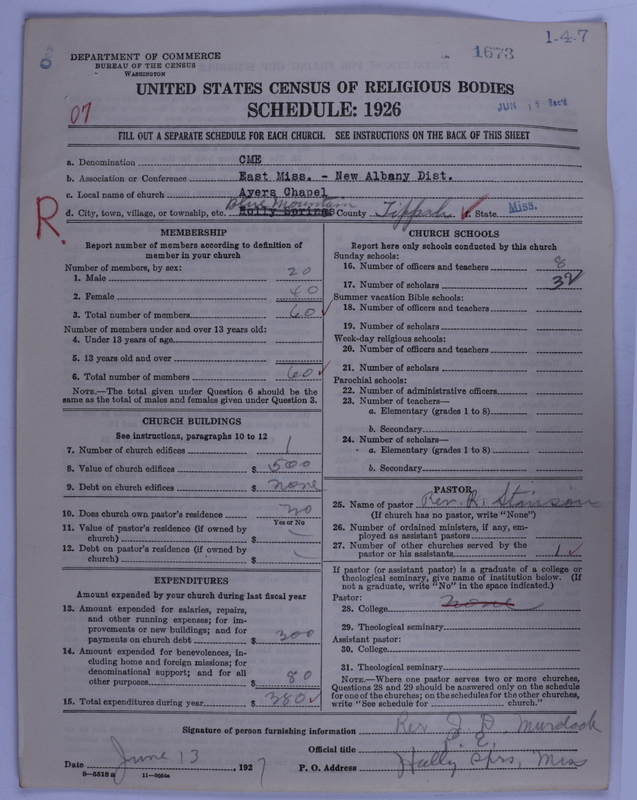 1-4-7
1673
DEPARTMENT OF COMMERCE
BUREAU OF THE CENSUS
WASHINGTON
UNITED STATES CENSUS OF RELIGIOUS BODIES
SCHEDULE: 1926
07
JUN 15 Rec'd
FILL OUT A SEPARATE SCHEDULE FOR EACH CHURCH. SEE INSTRUCTIONS ON THE BACK OF THIS SHEET
a. Denomination CME
b. Association or Conference East Miss. - New Albany Dist.
c. Local name of church Ayers Chapel
Blue Mountain
d. City, town, village, or township, etc. Holly Springs County Tippah f. State Miss.
R.
MEMBERSHIP
Report number of members according to definition of
member in your church
Number of members, by sex:
1. Male 20
2. Female 40
3. Total number of members 60
Number of members under and over 13 years old:
4. Under 13 years of age
5. 13 years old and over
6. Total number of members 60
NOTE.—The total given under Question 6 should be
the same as the total of males and females given under Question 3.
CHURCH BUILDINGS
See instructions, paragraphs 10 to 12
7. Number of church edifices 1
8. Value of church edifices $ 500
9. Debt on church edifices $ none
10. Does church own pastor's residence no
Yes or No
11. Value of pastor's residence (if owned by
church) $
12. Debt on pastor's residence (if owned by
church) $
EXPENDITURES
Amount expended by your church during last fiscal year
13. Amount expended for salaries, repairs,
and other running expenses; for im-
provements or new buildings; and for
payments on church debt $ 300
14. Amount expended for benevolences, in-
cluding home and foreign missions; for
denominational support; and for all
other purposes $ 80
15. Total expenditures during year $ 380
CHURCH SCHOOLS
Report here only schools conducted by this church
Sunday schools:
16. Number of officers and teachers 8
17. Number of scholars 32
Summer vacation Bible schools:
18. Number of officers and teachers
19. Number of scholars
Week-day religious schools:
20. Number of officers and teachers
21. Number of scholars
Parochial schools:
22. Number of administrative officers
23. Number of teachers—
a. Elementary (grades 1 to 8)
b. Secondary
24. Number of scholars—
a. Elementary (grades 1 to 8)
b. Secondary
PASTOR
25. Name of pastor Rev. R. Stinson
(If church has no pastor, write "None")
26. Number of ordained ministers, if any, em-
ployed as assistant pastors
27. Number of other churches served by the
pastor or his assistants 1
If pastor (or assistant pastor) is a graduate of a college or
theological seminary, give name of institution below. (If
not a graduate, write "No" in the space indicated.)
Pastor:
28. College none
29. Theological seminary
Assistant pastor:
30. College
31. Theological seminary
NOTE.—Where one pastor serves two or more churches,
Questions 28 and 29 should be answered only on the schedule
for one of the churches; on the schedules for the other churches,
write "See schedule for church."
Signature of person furnishing information Rev J. D. Murdock
Official title P. E.
Date June 13, 1927 P. O. Address Holly Sprs, Miss
8-5518a 11-9034a